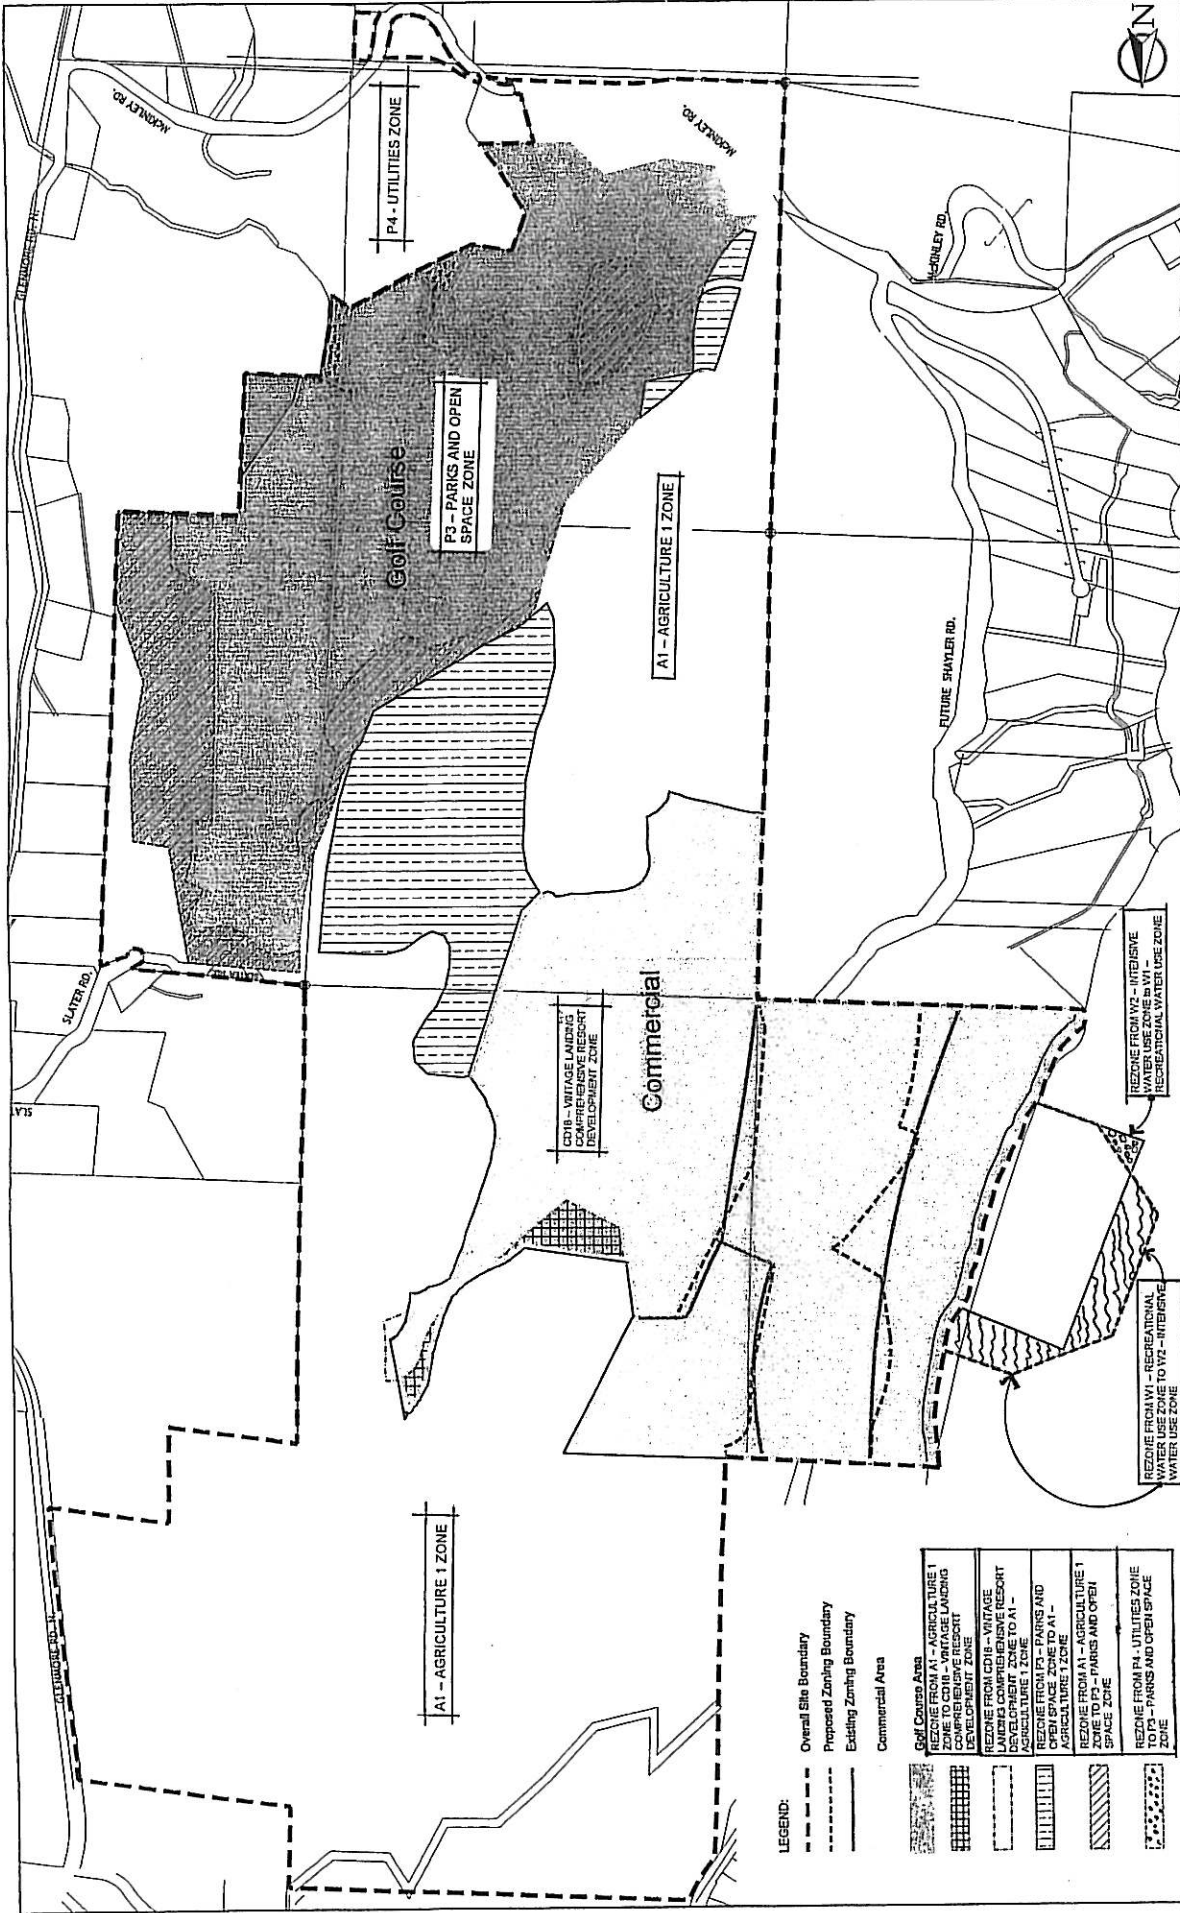 N
GLENMORE RD. N.
McKINLEY RD.
P4 - UTILITIES ZONE
McKINLEY RD.
Golf Course
P3 – PARKS AND OPEN
SPACE ZONE
A1 – AGRICULTURE 1 ZONE
McKINLEY RD.
FUTURE SHAYLER RD.
SLATER RD.
SLATER RD.
SLAT
CD18 – VINTAGE LANDING
COMPREHENSIVE RESORT
DEVELOPMENT ZONE
Commercial
REZONE FROM W2 – INTENSIVE
WATER USE ZONE to W1 –
RECREATIONAL WATER USE ZONE
REZONE FROM W1 – RECREATIONAL
WATER USE ZONE TO W2 – INTENSIVE
WATER USE ZONE
GLENMORE RD. N.
A1 – AGRICULTURE 1 ZONE
LEGEND:
Overall Site Boundary
Proposed Zoning Boundary
Existing Zoning Boundary
Commercial Area
Golf Course Area
REZONE FROM A1 – AGRICULTURE 1
ZONE TO CD18 – VINTAGE LANDING
COMPREHENSIVE RESORT
DEVELOPMENT ZONE
REZONE FROM CD18 – VINTAGE
LANDING COMPREHENSIVE RESORT
DEVELOPMENT ZONE TO A1 –
AGRICULTURE 1 ZONE
REZONE FROM P3 – PARKS AND
OPEN SPACE ZONE TO A1 –
AGRICULTURE 1 ZONE
REZONE FROM A1 – AGRICULTURE 1
ZONE TO P3 – PARKS AND OPEN
SPACE ZONE
REZONE FROM P4 - UTILITIES ZONE
TO P3 – PARKS AND OPEN SPACE
ZONE